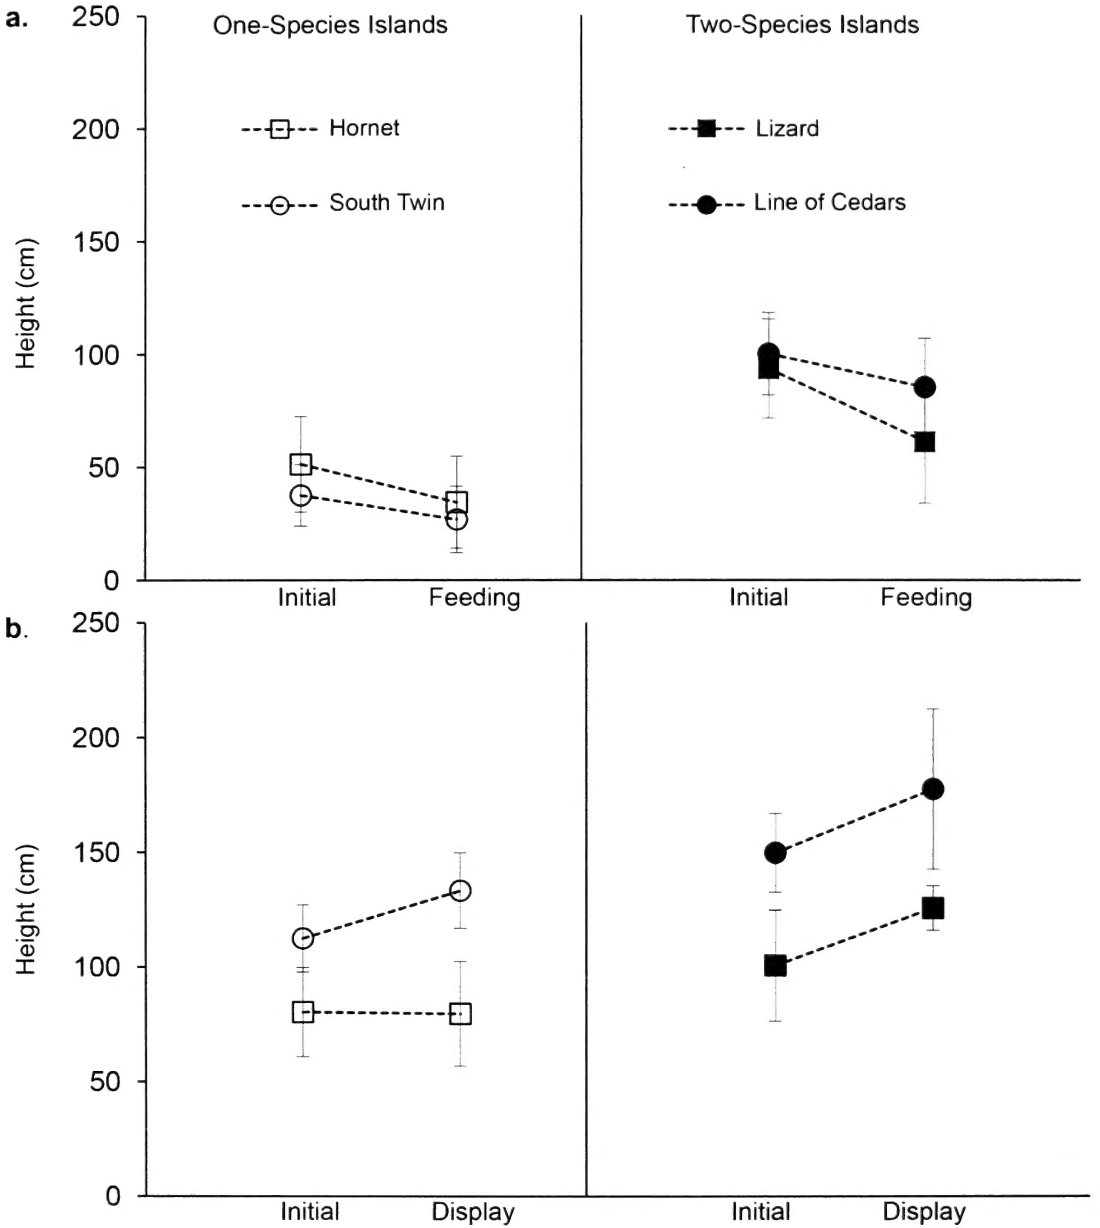 a.
250
One-Species Islands
Two-Species Islands
200
Hornet
Lizard
South Twin
Line of Cedars
150
Height (cm)
100
50
0
Initial
Feeding
Initial
Feeding
b.
250
200
150
Height (cm)
100
50
0
Initial
Display
Initial
Display